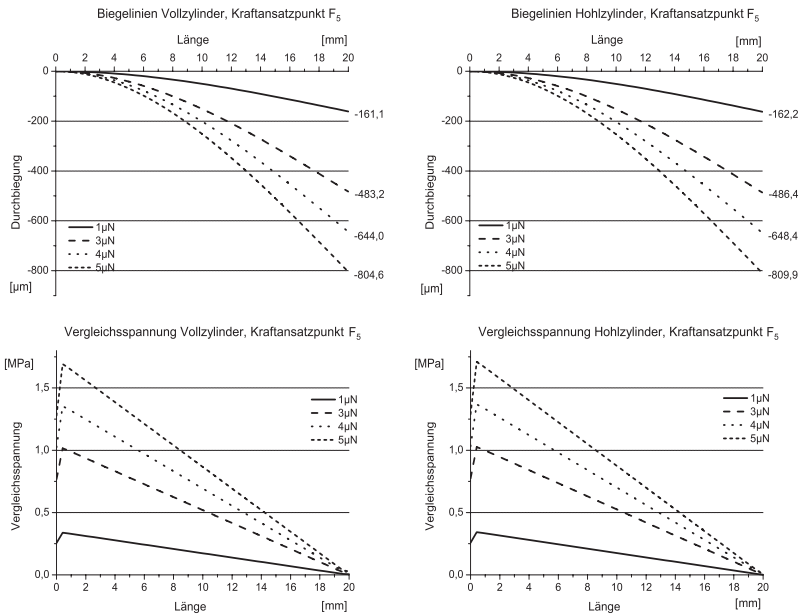 Biegelinien Vollzylinder, Kraftansatzpunkt F5
Länge [mm]
0 2 4 6 8 10 12 14 16 18 20
0
-200
-400
-600
-800
Durchbiegung
[µm]
-161,1
-483,2
-644,0
-804,6
1µN
3µN
4µN
5µN
Biegelinien Hohlzylinder, Kraftansatzpunkt F5
Länge [mm]
0 2 4 6 8 10 12 14 16 18 20
0
-200
-400
-600
-800
Durchbiegung
[µm]
-162,2
-486,4
-648,4
-809,9
1µN
3µN
4µN
5µN
Vergleichsspannung Vollzylinder, Kraftansatzpunkt F5
[MPa]
1,5
1,0
0,5
0,0
Vergleichsspannung
1µN
3µN
4µN
5µN
0 2 4 6 8 10 12 14 16 18 20
Länge [mm]
Vergleichsspannung Hohlzylinder, Kraftansatzpunkt F5
[MPa]
1,5
1,0
0,5
0,0
Vergleichsspannung
1µN
3µN
4µN
5µN
0 2 4 6 8 10 12 14 16 18 20
Länge [mm]